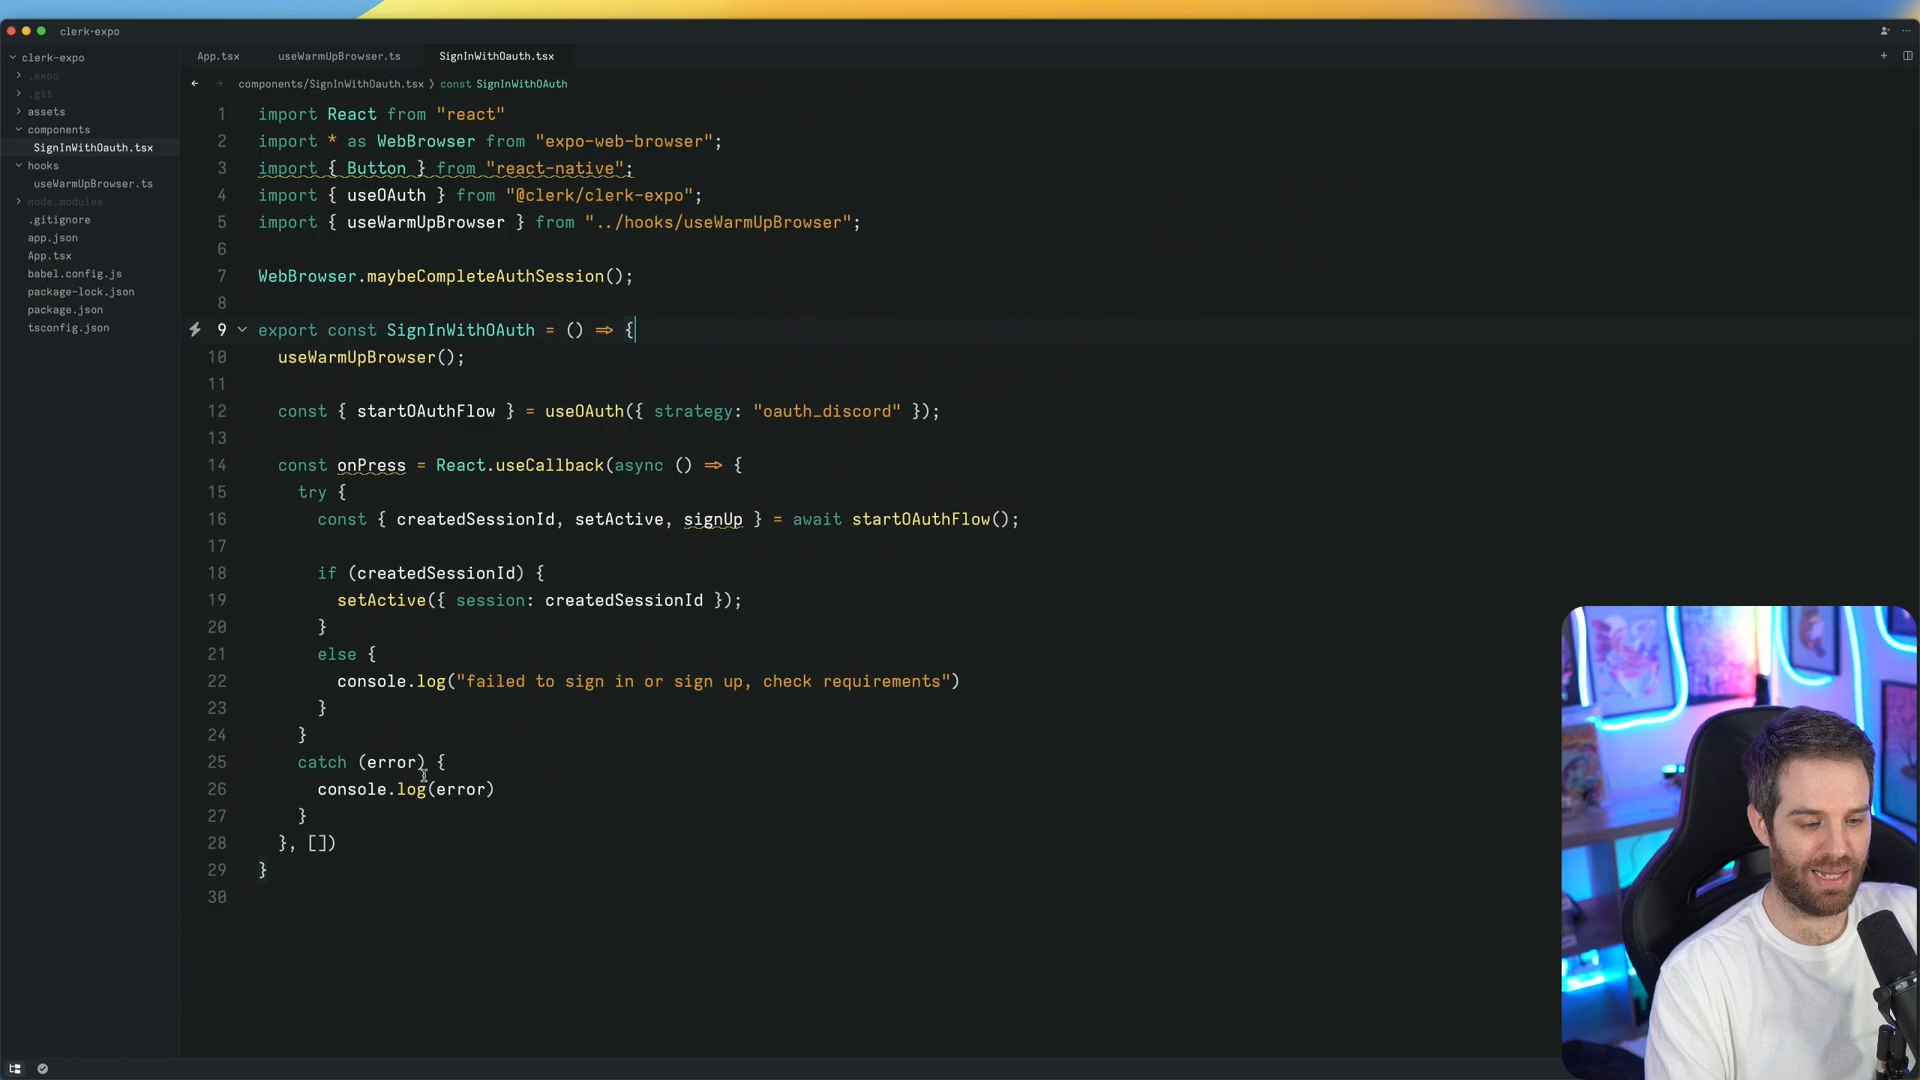 clerk-expo
clerk-expo
.expo
.git
assets
components
SignInWithOauth.tsx
hooks
useWarmUpBrowser.ts
node_modules
.gitignore
app.json
App.tsx
babel.config.js
package-lock.json
package.json
tsconfig.json
App.tsx useWarmUpBrowser.ts SignInWithOauth.tsx
components/SignInWithOauth.tsx 〉 const SignInWithOAuth
1 import React from "react"
2 import * as WebBrowser from "expo-web-browser";
3 import { Button } from "react-native";
4 import { useOAuth } from "@clerk/clerk-expo";
5 import { useWarmUpBrowser } from "../hooks/useWarmUpBrowser";
6
7 WebBrowser.maybeCompleteAuthSession();
8
9 export const SignInWithOAuth = () => {
10 useWarmUpBrowser();
11
12 const { startOAuthFlow } = useOAuth({ strategy: "oauth_discord" });
13
14 const onPress = React.useCallback(async () => {
15 try {
16 const { createdSessionId, setActive, signUp } = await startOAuthFlow();
17
18 if (createdSessionId) {
19 setActive({ session: createdSessionId });
20 }
21 else {
22 console.log("failed to sign in or sign up, check requirements")
23 }
24 }
25 catch (error) {
26 console.log(error)
27 }
28 }, [])
29 }
30